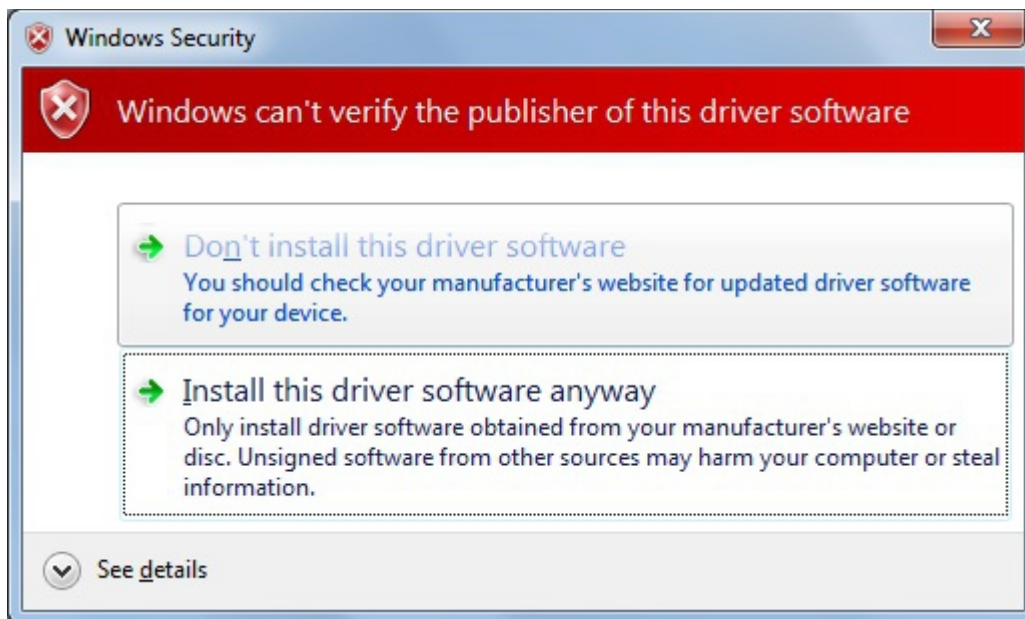 Windows Security
Windows can't verify the publisher of this driver software
Don't install this driver software
You should check your manufacturer's website for updated driver software
for your device.
Install this driver software anyway
Only install driver software obtained from your manufacturer's website or
disc. Unsigned software from other sources may harm your computer or steal
information.
See details